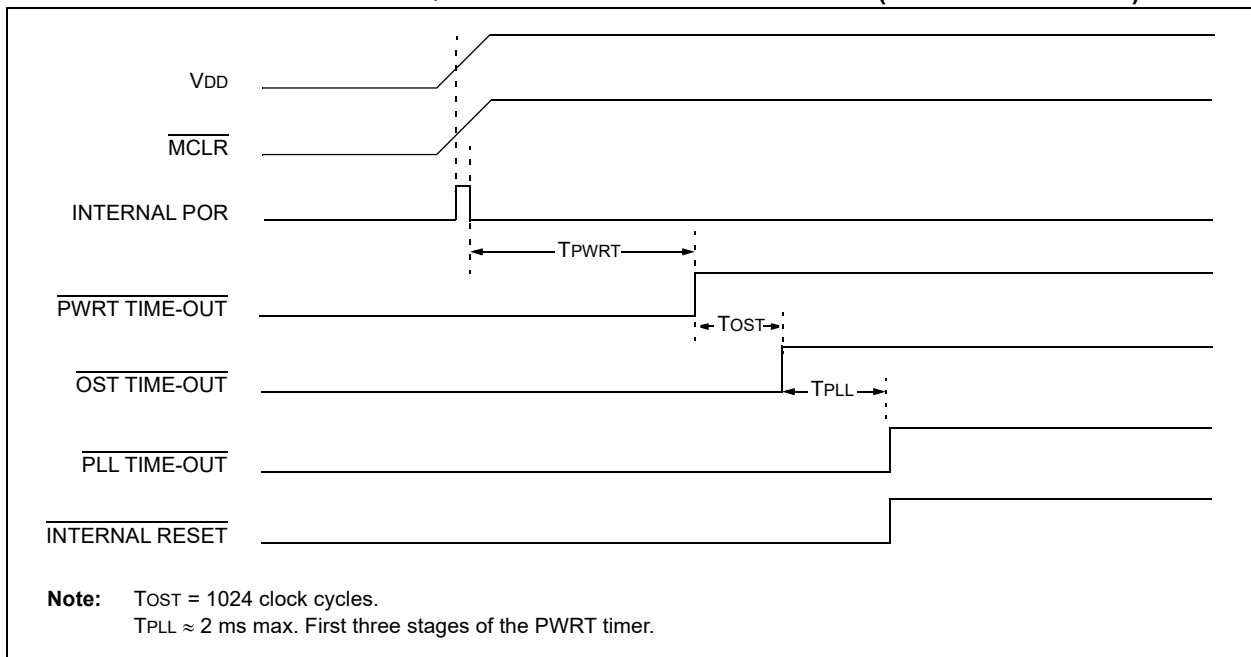 VDD
MCLR
INTERNAL POR
TPWRT
PWRT TIME-OUT
TOST
OST TIME-OUT
TPLL
PLL TIME-OUT
INTERNAL RESET
Note: TOST = 1024 clock cycles.
TPLL ≈ 2 ms max. First three stages of the PWRT timer.